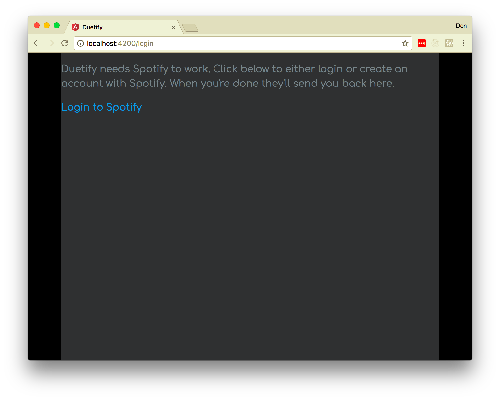 Duetify
Den
localhost:4200/login
Duetify needs Spotify to work. Click below to either login or create an
account with Spotify. When you're done they'll send you back here.
Login to Spotify